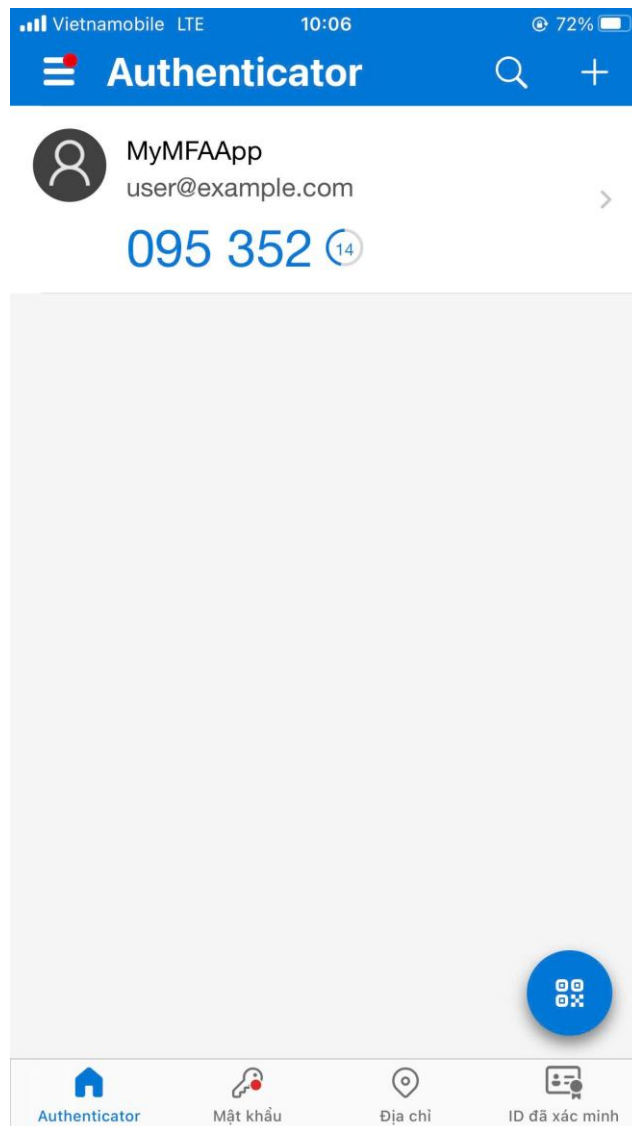 Vietnamobile LTE 10:06 72%
Authenticator
MyMFAApp
user@example.com
095 352 14
Authenticator Mật khẩu Địa chỉ ID đã xác minh